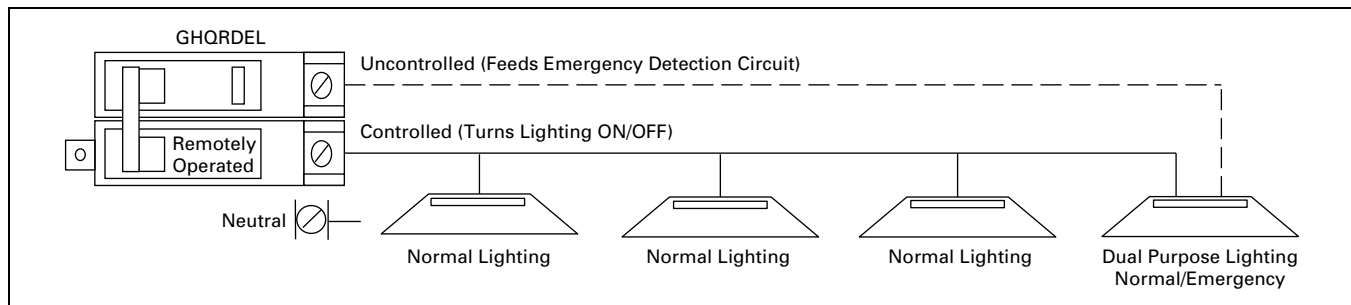 GHQRDEL
Uncontrolled (Feeds Emergency Detection Circuit)
Controlled (Turns Lighting ON/OFF)
Remotely
Operated
Neutral
Normal Lighting
Normal Lighting
Normal Lighting
Dual Purpose Lighting
Normal/Emergency